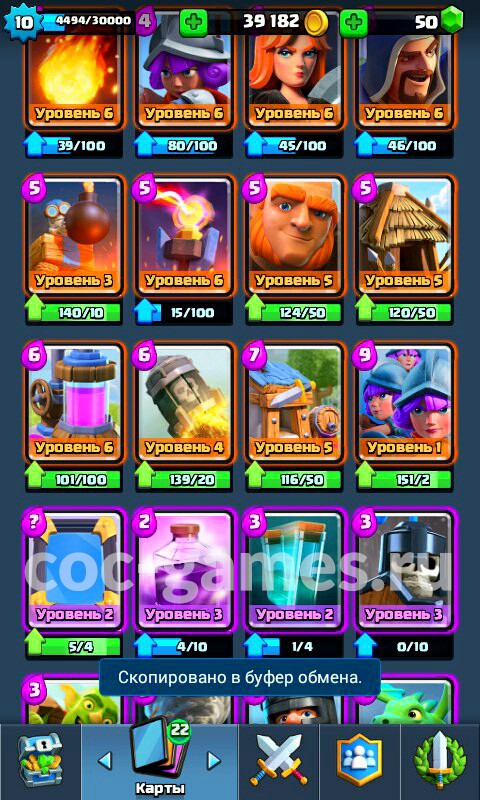 10 4494/30000 4 39 182 50
Уровень 6 Уровень 6 Уровень 6 Уровень 6
39/100 80/100 45/100 46/100
5 5 5 5
Уровень 3 Уровень 6 Уровень 5 Уровень 5
140/10 15/100 124/50 120/50
6 6 7 9
Уровень 6 Уровень 4 Уровень 5 Уровень 1
101/100 139/20 116/50 151/2
? 2 3 3
coc-games.ru
Уровень 2 Уровень 3 Уровень 2 Уровень 3
5/4 4/10 1/4 0/10
Скопировано в буфер обмена.
3
22
Карты